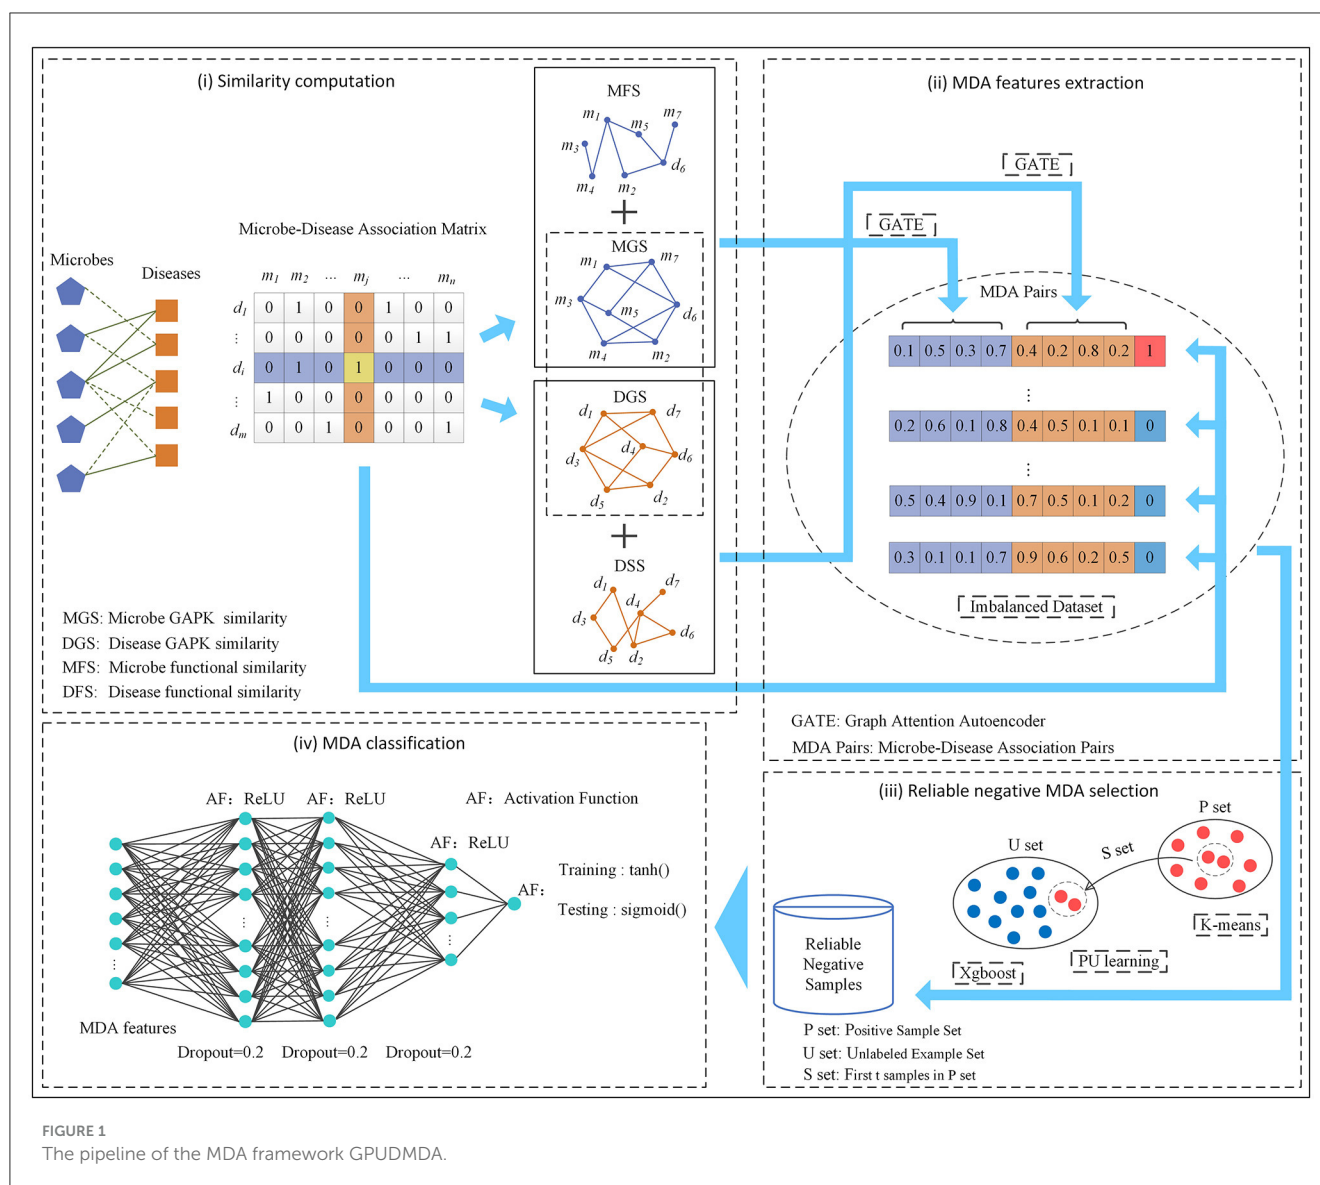 (i) Similarity computation
MFS
m1
m7
m5
m3
d6
m4
m2
+
Microbe-Disease Association Matrix
Microbes
Diseases
m1 m2 ... mj ... mn
d1 0 1 0 0 1 0 0
⋮ 0 0 0 0 0 1 1
di 0 1 0 1 0 0 0
⋮ 1 0 0 0 0 0 0
dm 0 0 1 0 0 0 1
MGS
m1
m7
m3
m5
d6
m4
m2
DGS
d1
d7
d4
d3
d6
d5
d2
+
DSS
d1
d7
d4
d3
d6
d5
d2
MGS: Microbe GAPK similarity
DGS: Disease GAPK similarity
MFS: Microbe functional similarity
DFS: Disease functional similarity
(ii) MDA features extraction
GATE
GATE
MDA Pairs
0.1 0.5 0.3 0.7 0.4 0.2 0.8 0.2 1
⋮
0.2 0.6 0.1 0.8 0.4 0.5 0.1 0.1 0
⋮
0.5 0.4 0.9 0.1 0.7 0.5 0.1 0.2 0
0.3 0.1 0.1 0.7 0.9 0.6 0.2 0.5 0
Imbalanced Dataset
GATE: Graph Attention Autoencoder
MDA Pairs: Microbe-Disease Association Pairs
(iii) Reliable negative MDA selection
P set
U set
S set
K-means
PU learning
Xgboost
Reliable
Negative
Samples
P set: Positive Sample Set
U set: Unlabeled Example Set
S set: First t samples in P set
(iv) MDA classification
AF: ReLU AF: ReLU AF: Activation Function
AF: ReLU
Training : tanh()
AF:
Testing : sigmoid()
⋮
⋮
⋮
⋮
MDA features
Dropout=0.2 Dropout=0.2 Dropout=0.2
FIGURE 1
The pipeline of the MDA framework GPUDMDA.